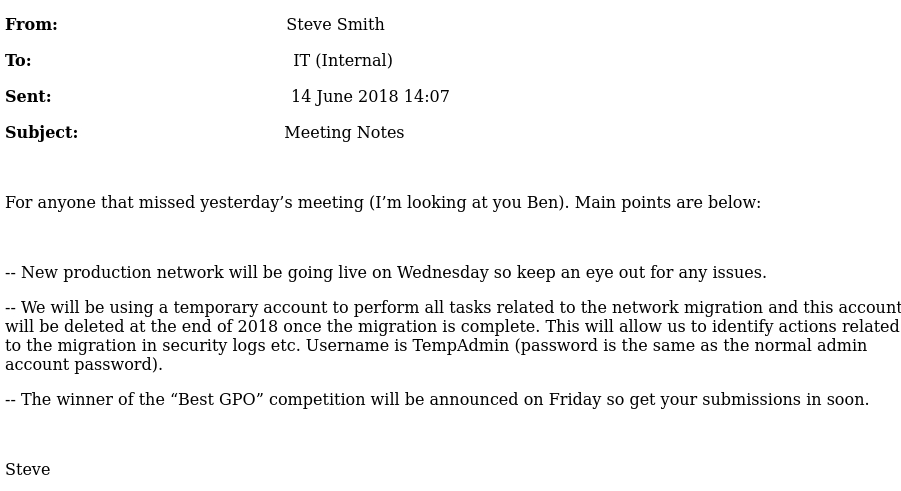 From: Steve Smith
To: IT (Internal)
Sent: 14 June 2018 14:07
Subject: Meeting Notes
For anyone that missed yesterday’s meeting (I’m looking at you Ben). Main points are below:
-- New production network will be going live on Wednesday so keep an eye out for any issues.
-- We will be using a temporary account to perform all tasks related to the network migration and this account
will be deleted at the end of 2018 once the migration is complete. This will allow us to identify actions related
to the migration in security logs etc. Username is TempAdmin (password is the same as the normal admin
account password).
-- The winner of the “Best GPO” competition will be announced on Friday so get your submissions in soon.
Steve